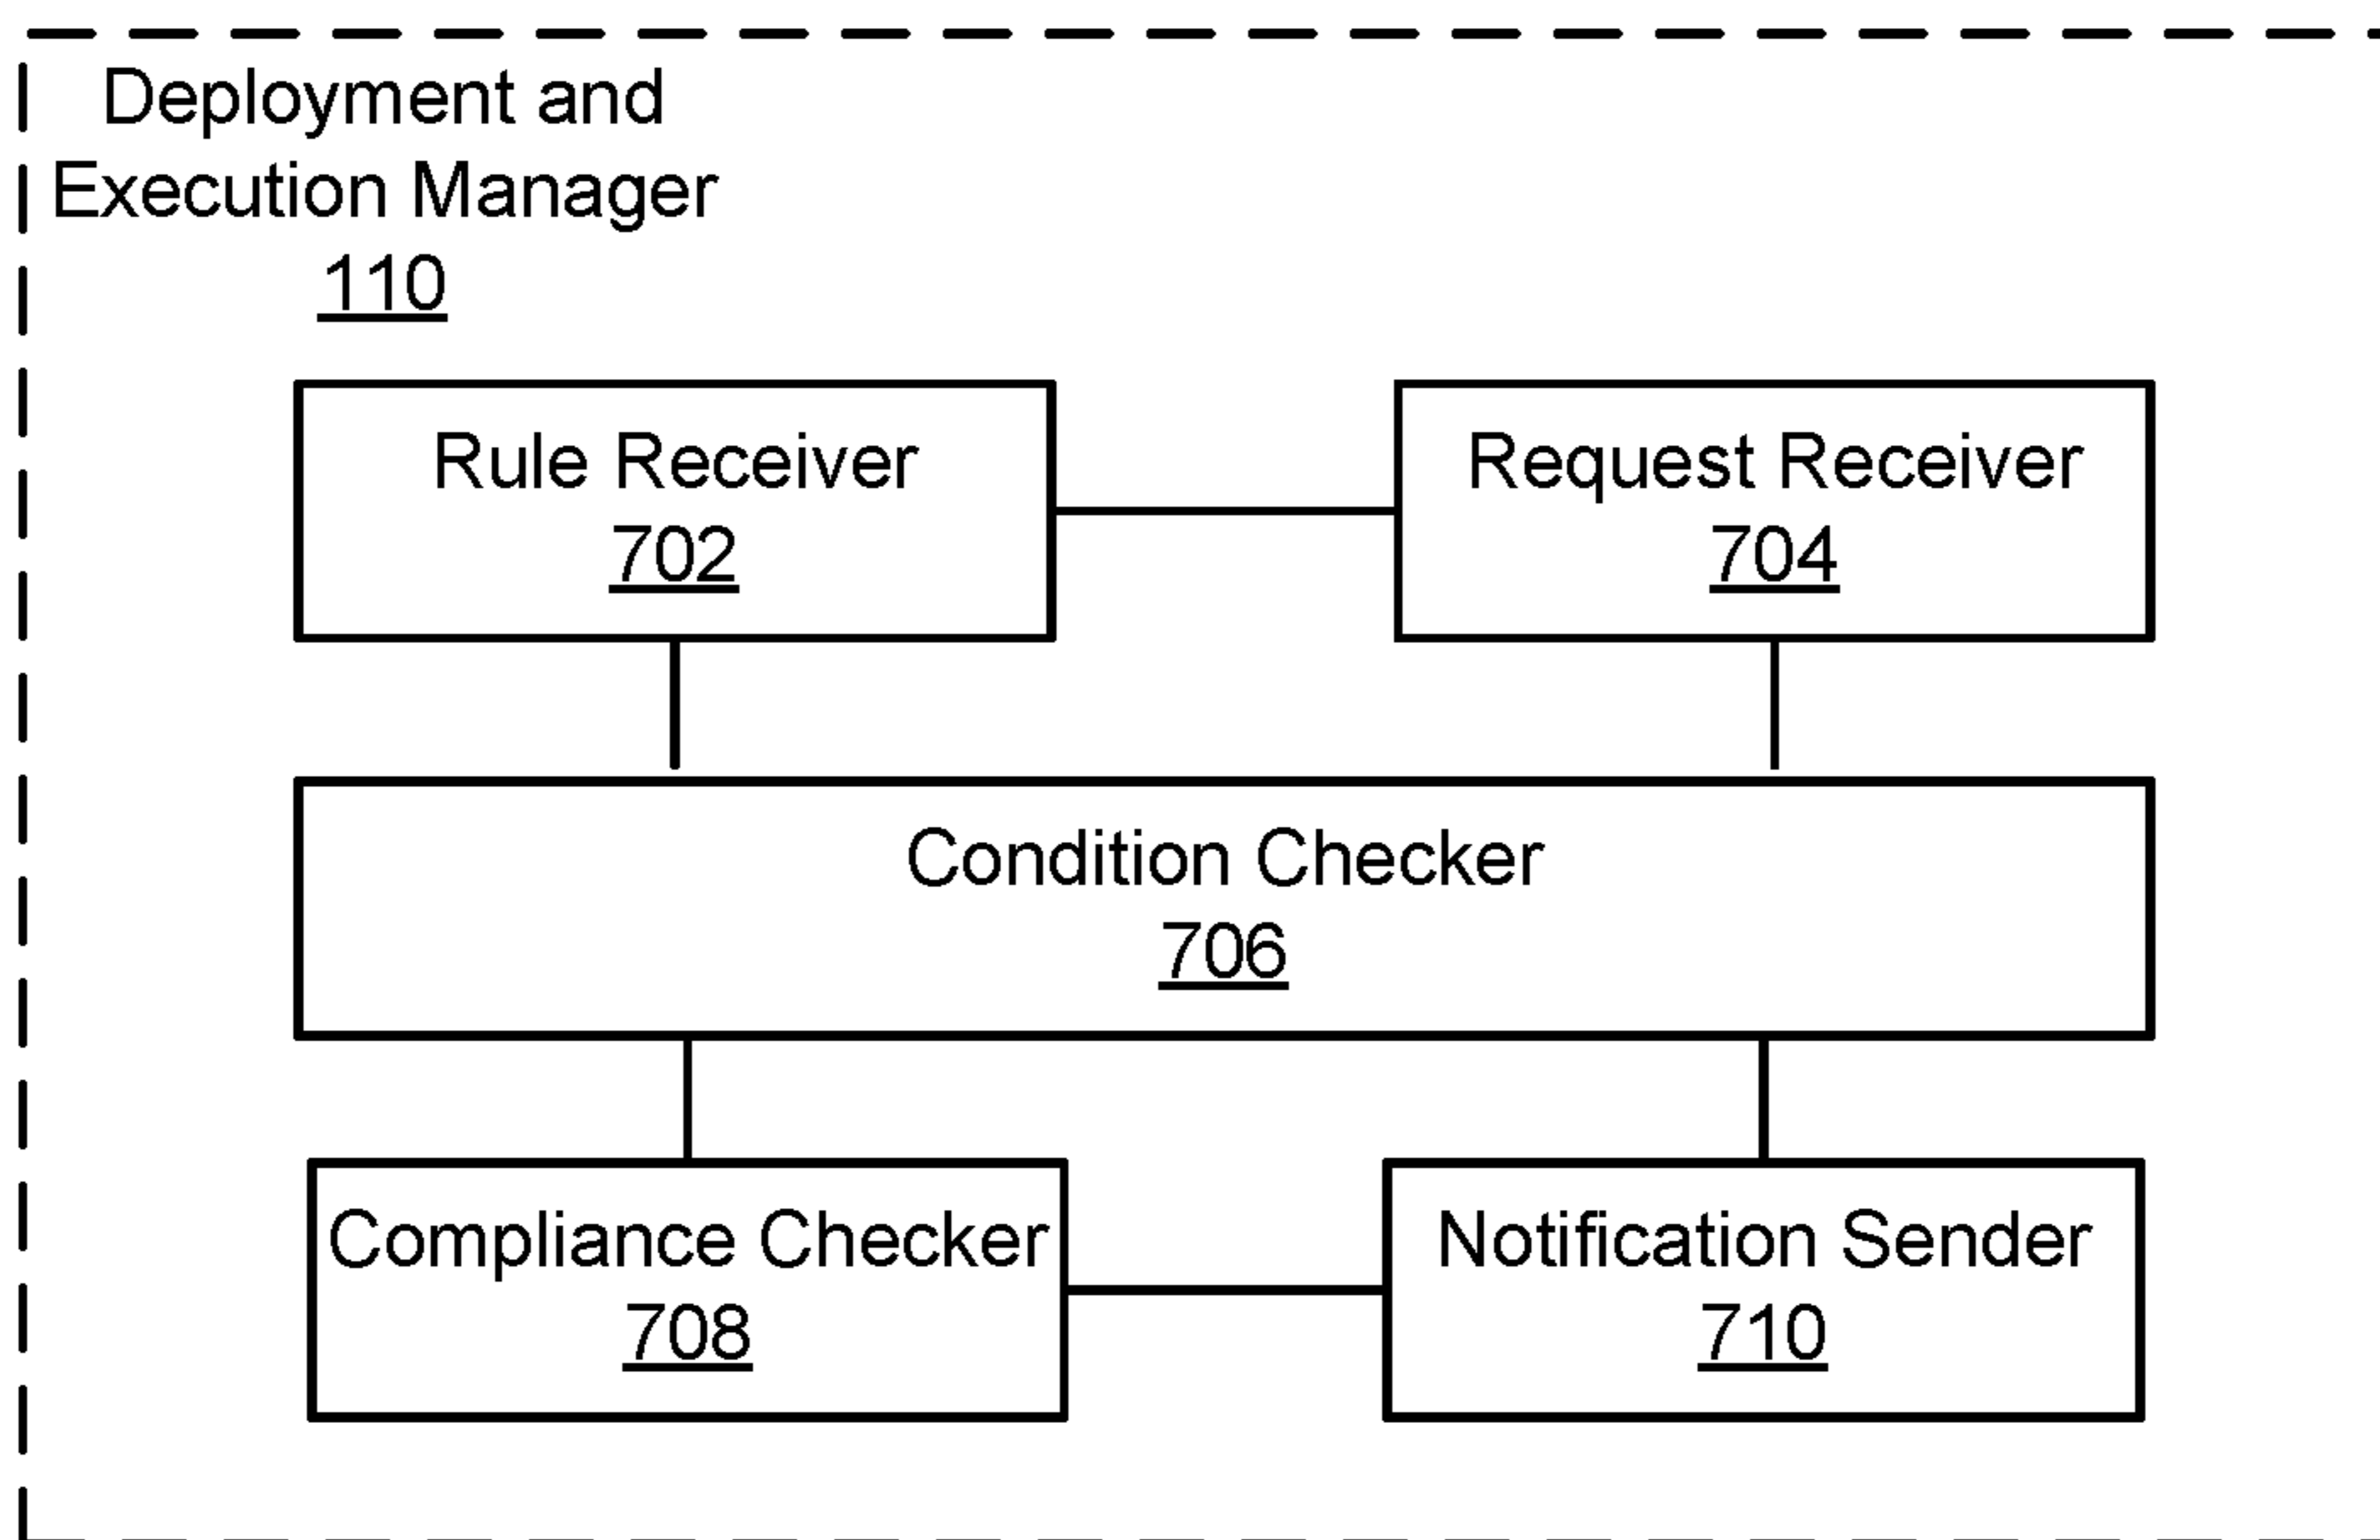 Deployment and
Execution Manager
110
Rule Receiver
702
Request Receiver
704
Condition Checker
706
Compliance Checker
708
Notification Sender
710